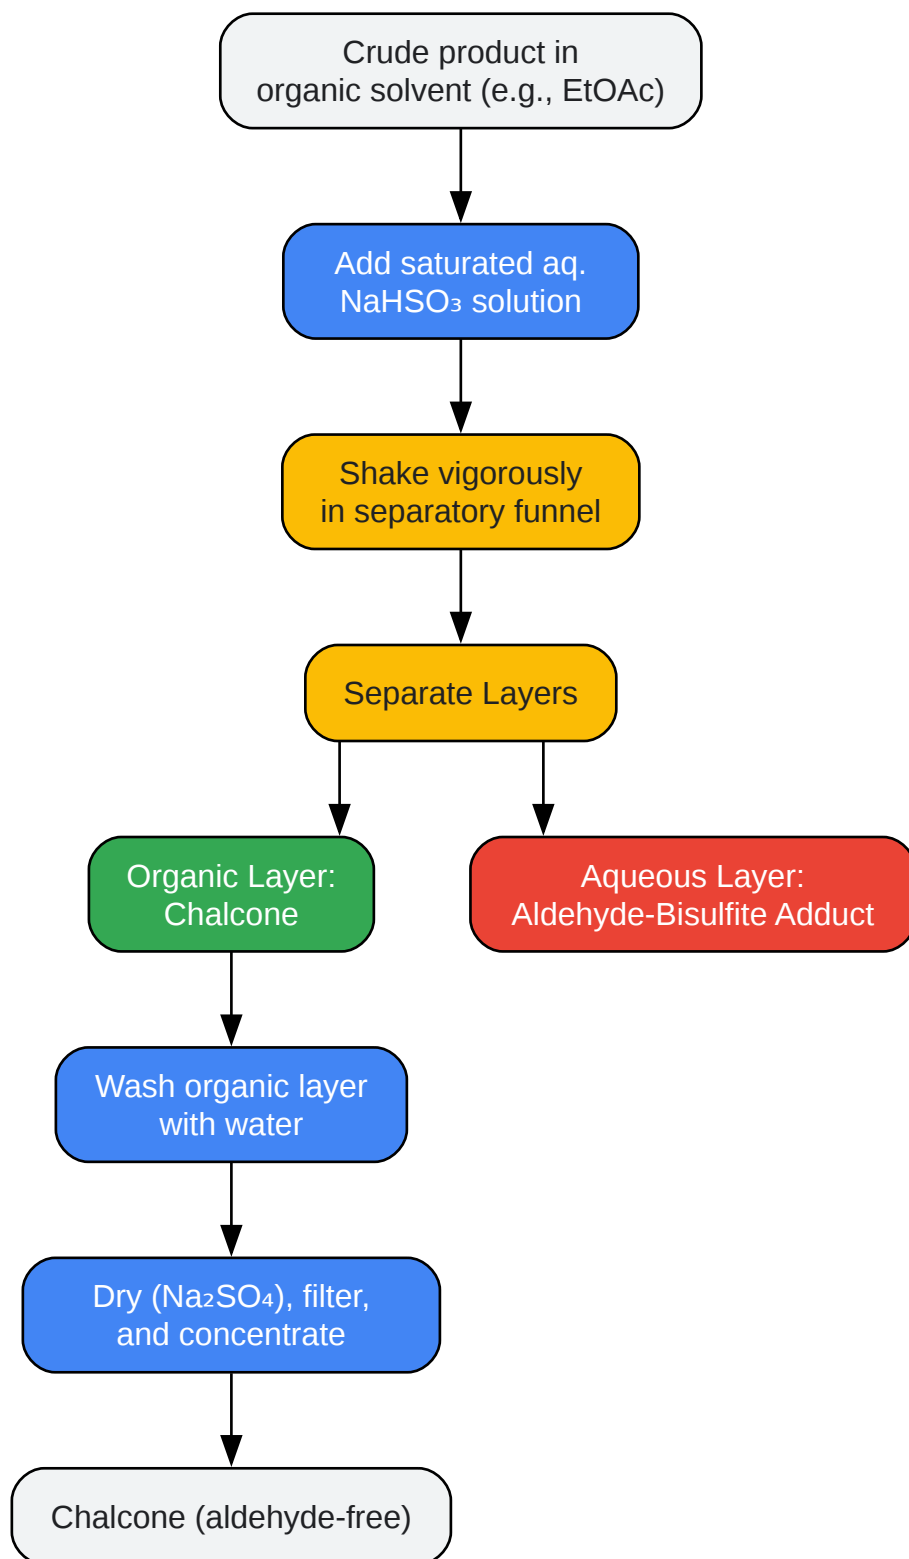 Crude product in
organic solvent (e.g., EtOAc)
Add saturated aq.
NaHSO₃ solution
Shake vigorously
in separatory funnel
Separate Layers
Organic Layer:
Chalcone
Aqueous Layer:
Aldehyde-Bisulfite Adduct
Wash organic layer
with water
Dry (Na₂SO₄), filter,
and concentrate
Chalcone (aldehyde-free)